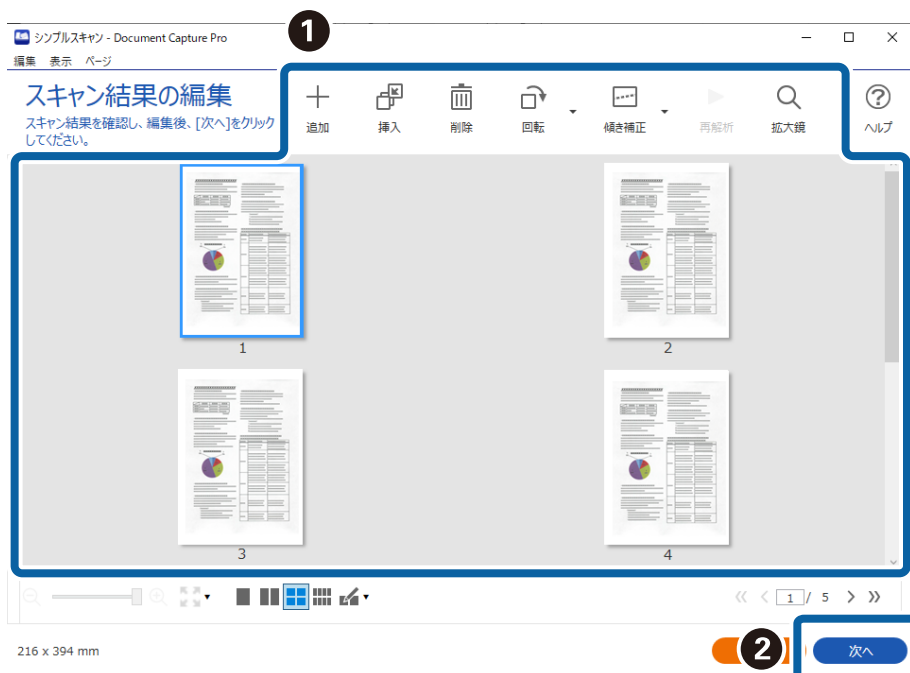 1
シンプルスキャン - Document Capture Pro
編集 表示 ページ
スキャン結果の編集
スキャン結果を確認し、編集後、[次へ]をクリック
してください。
追加 挿入 削除 回転 傾き補正 再解析 拡大鏡 ヘルプ
1 2
3 4
1 / 5
216 x 394 mm
2
次へ